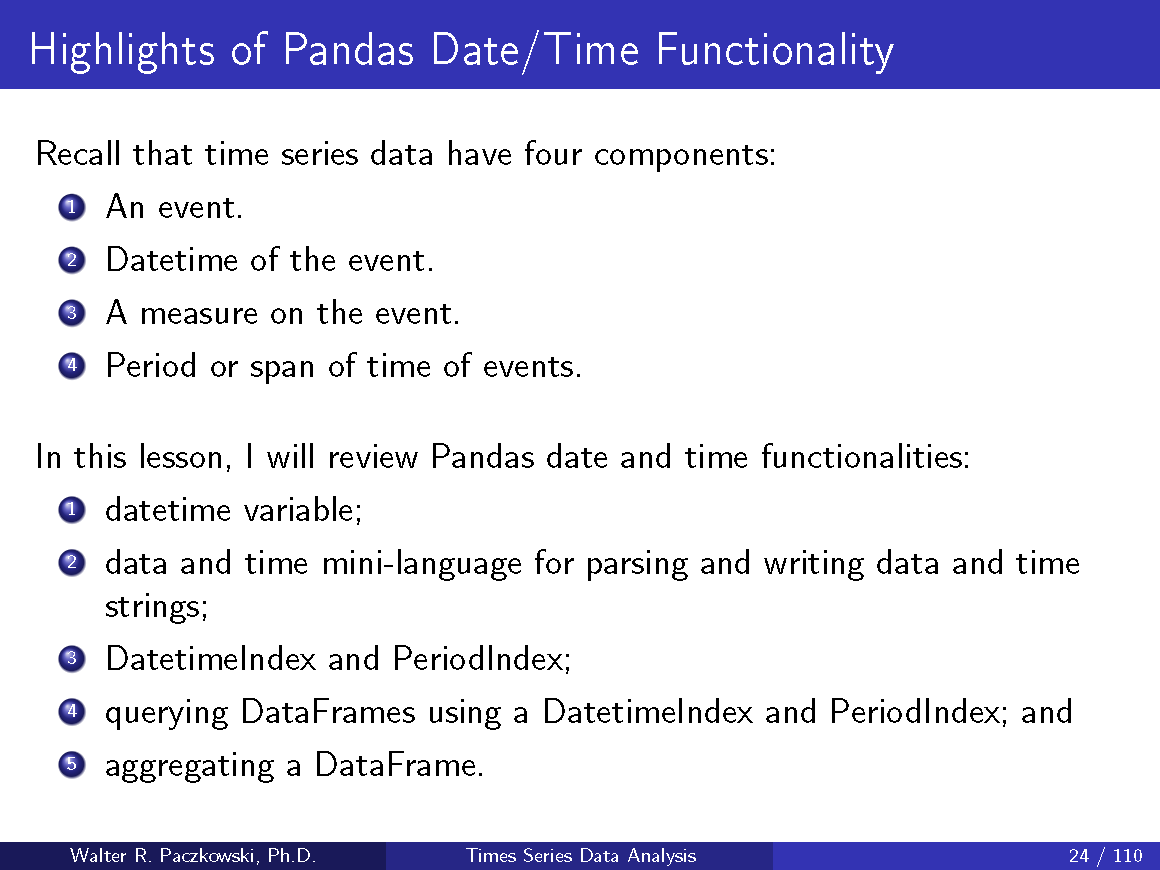 Highlights of Pandas Date/Time Functionality
Recall that time series data have four components:
1 An event.
2 Datetime of the event.
3 A measure on the event.
4 Period or span of time of events.
In this lesson, I will review Pandas date and time functionalities:
1 datetime variable;
2 data and time mini-language for parsing and writing data and time
strings;
3 DatetimeIndex and PeriodIndex;
4 querying DataFrames using a DatetimeIndex and PeriodIndex; and
5 aggregating a DataFrame.
Walter R. Paczkowski, Ph.D. Times Series Data Analysis 24 / 110